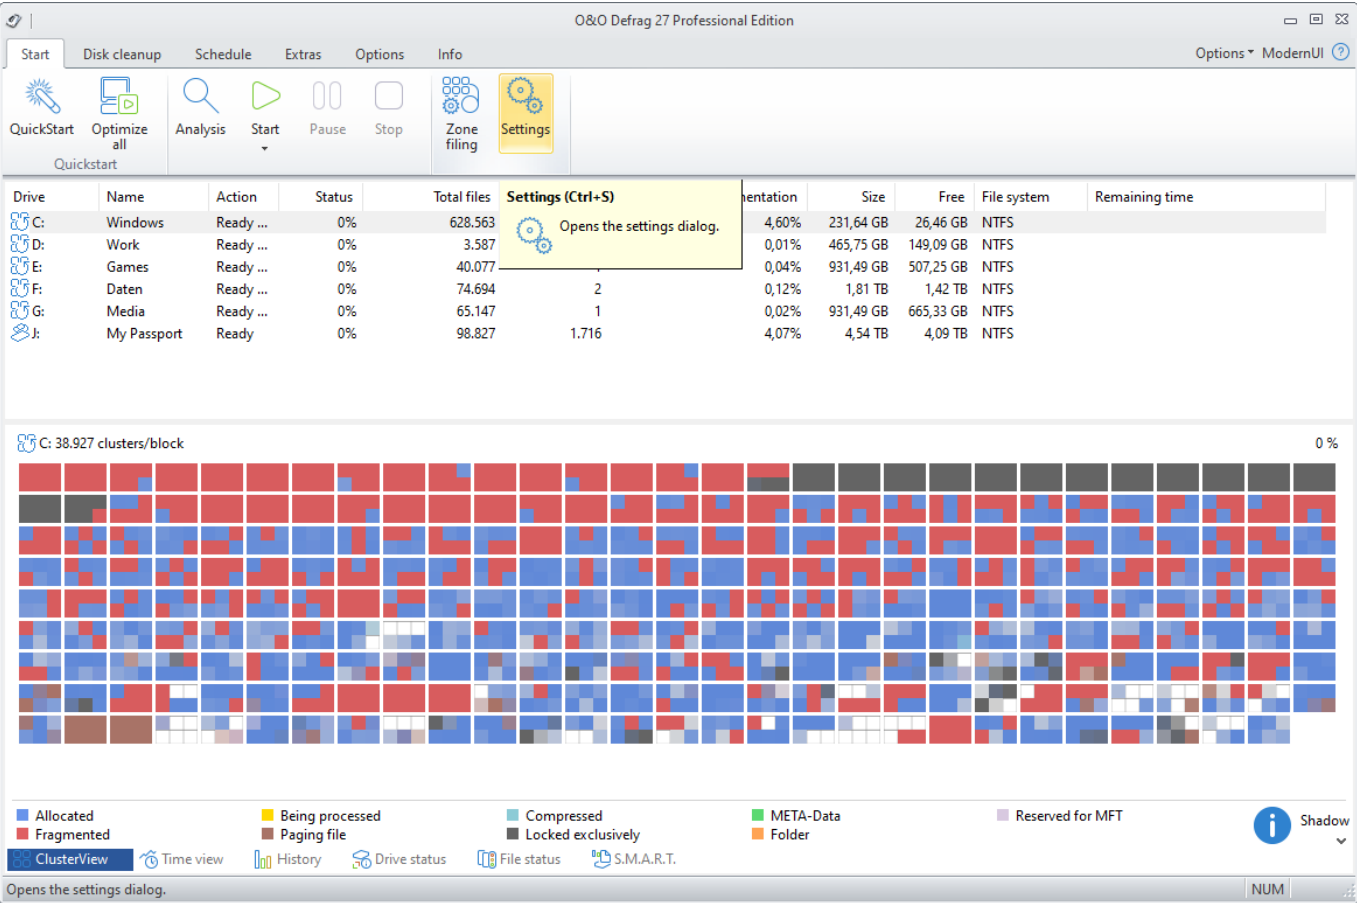 O&O Defrag 27 Professional Edition
Start Disk cleanup Schedule Extras Options Info Options ModernUI ?
QuickStart Optimize all Analysis Start Pause Stop Zone filing Settings
Quickstart
Drive Name Action Status Total files mentation Size Free File system Remaining time
Settings (Ctrl+S)
Opens the settings dialog.
C: Windows Ready ... 0% 628.563 4,60% 231,64 GB 26,46 GB NTFS
D: Work Ready ... 0% 3.587 0,01% 465,75 GB 149,09 GB NTFS
E: Games Ready ... 0% 40.077 0,04% 931,49 GB 507,25 GB NTFS
F: Daten Ready ... 0% 74.694 2 0,12% 1,81 TB 1,42 TB NTFS
G: Media Ready ... 0% 65.147 1 0,02% 931,49 GB 665,33 GB NTFS
J: My Passport Ready 0% 98.827 1.716 4,07% 4,54 TB 4,09 TB NTFS
C: 38.927 clusters/block 0 %
Allocated Being processed Compressed META-Data Reserved for MFT
Fragmented Paging file Locked exclusively Folder
i Shadow
ClusterView Time view History Drive status File status S.M.A.R.T.
Opens the settings dialog. NUM